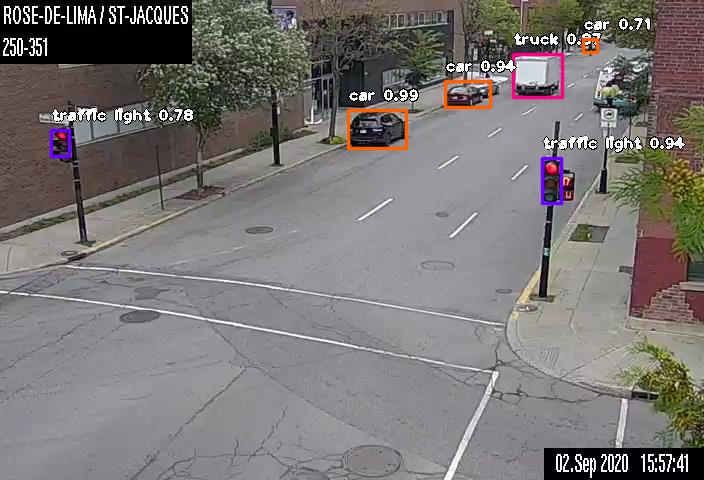 ROSE-DE-LIMA / ST-JACQUES
250-351
car 0.71
truck 0.97
car 0.94
car 0.99
traffic light 0.78
traffic light 0.94
02.Sep 2020 15:57:41